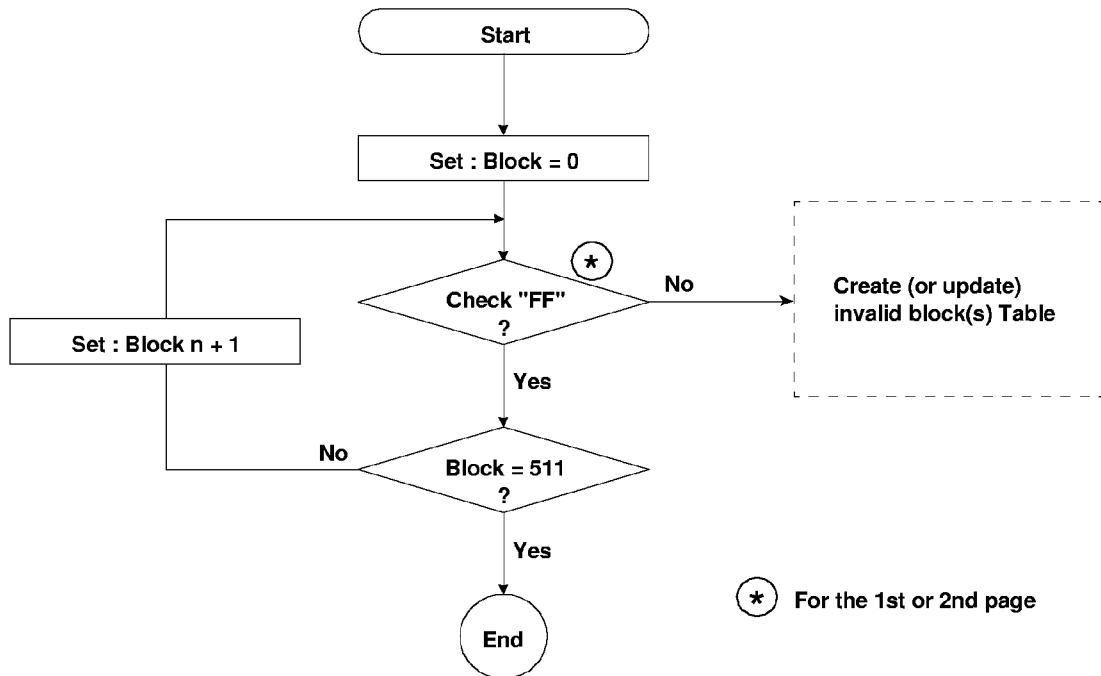 Start
Set : Block = 0
*
Check "FF"
?
No
Create (or update)
invalid block(s) Table
Set : Block n + 1
Yes
No
Block = 511
?
Yes
* For the 1st or 2nd page
End